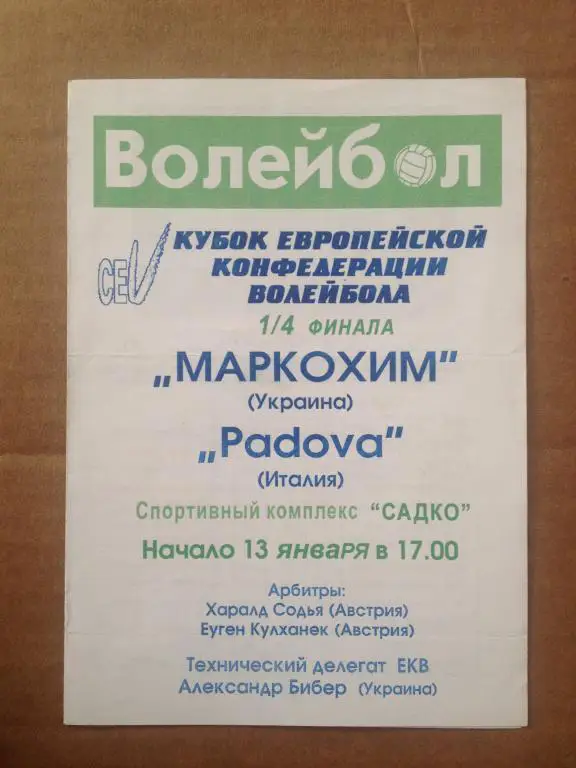 Волейбол
CEV
КУБОК ЕВРОПЕЙСКОЙ
КОНФЕДЕРАЦИИ
ВОЛЕЙБОЛА
1/4 ФИНАЛА
„МАРКОХИМ“
(Украина)
„Padova“
(Италия)
Спортивный комплекс "САДКО"
Начало 13 января в 17.00
Арбитры:
Харалд Содья (Австрия)
Еуген Кулханек (Австрия)
Технический делегат ЕКВ
Александр Бибер (Украина)